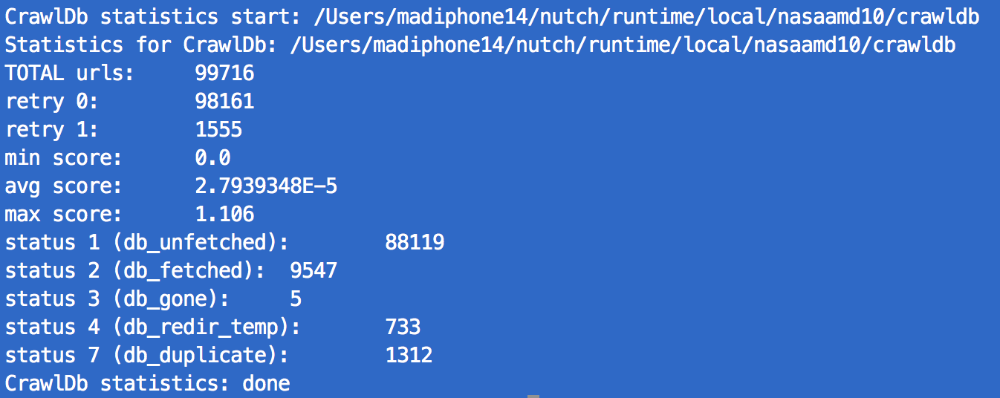 CrawlDb statistics start: /Users/madiphone14/nutch/runtime/local/nasaamd10/crawldb
Statistics for CrawlDb: /Users/madiphone14/nutch/runtime/local/nasaamd10/crawldb
TOTAL urls:     99716
retry 0:        98161
retry 1:        1555
min score:      0.0
avg score:      2.7939348E-5
max score:      1.106
status 1 (db_unfetched):        88119
status 2 (db_fetched):  9547
status 3 (db_gone):     5
status 4 (db_redir_temp):       733
status 7 (db_duplicate):        1312
CrawlDb statistics: done